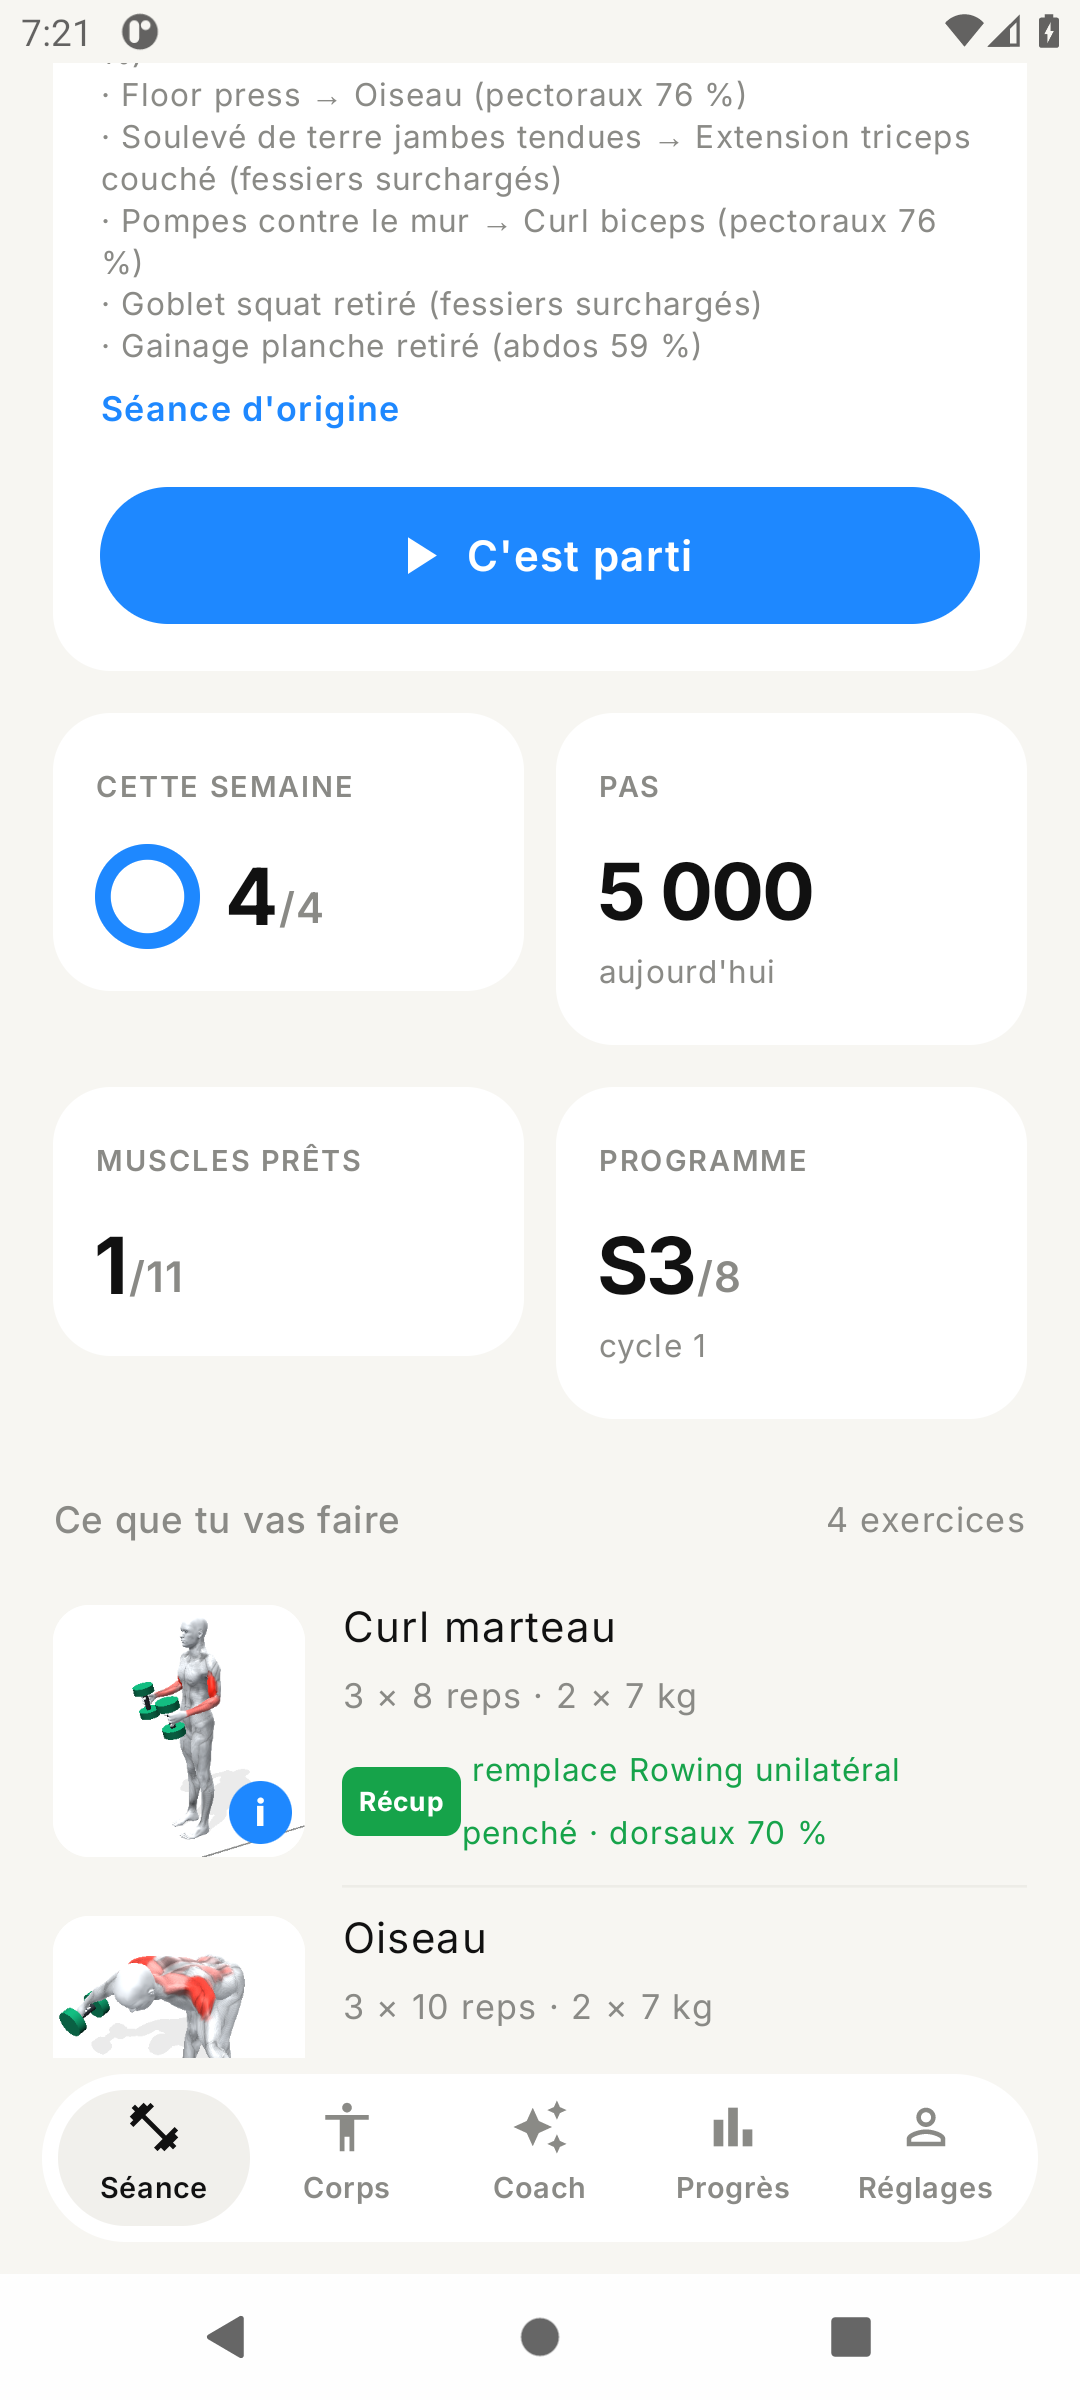 7:21
· Floor press → Oiseau (pectoraux 76 %)
· Soulevé de terre jambes tendues → Extension triceps
couché (fessiers surchargés)
· Pompes contre le mur → Curl biceps (pectoraux 76
%)
· Goblet squat retiré (fessiers surchargés)
· Gainage planche retiré (abdos 59 %)
Séance d'origine
C'est parti
CETTE SEMAINE
4/4
PAS
5 000
aujourd'hui
MUSCLES PRÊTS
1/11
PROGRAMME
S3/8
cycle 1
Ce que tu vas faire
4 exercices
Curl marteau
3 × 8 reps · 2 × 7 kg
Récup remplace Rowing unilatéral
penché · dorsaux 70 %
i
Oiseau
3 × 10 reps · 2 × 7 kg
Séance
Corps
Coach
Progrès
Réglages